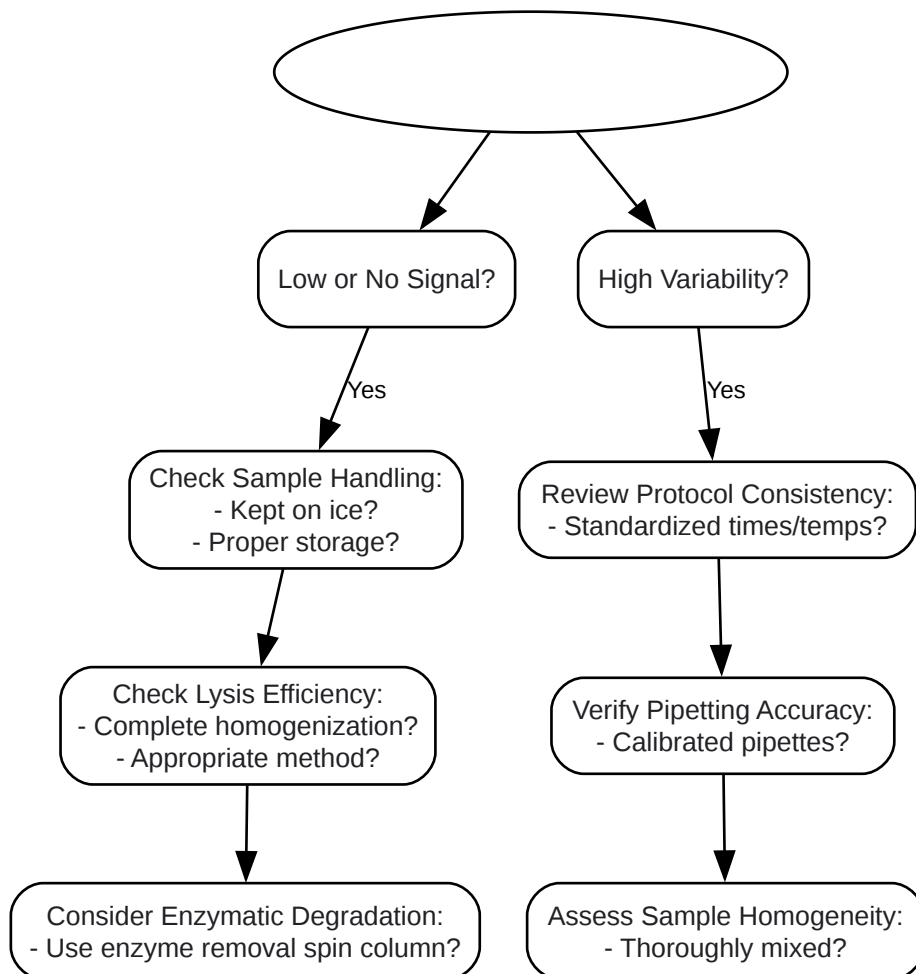 Low or No Signal?
High Variability?
Yes
Yes
Check Sample Handling:
- Kept on ice?
- Proper storage?
Review Protocol Consistency:
- Standardized times/temps?
Check Lysis Efficiency:
- Complete homogenization?
- Appropriate method?
Verify Pipetting Accuracy:
- Calibrated pipettes?
Consider Enzymatic Degradation:
- Use enzyme removal spin column?
Assess Sample Homogeneity:
- Thoroughly mixed?